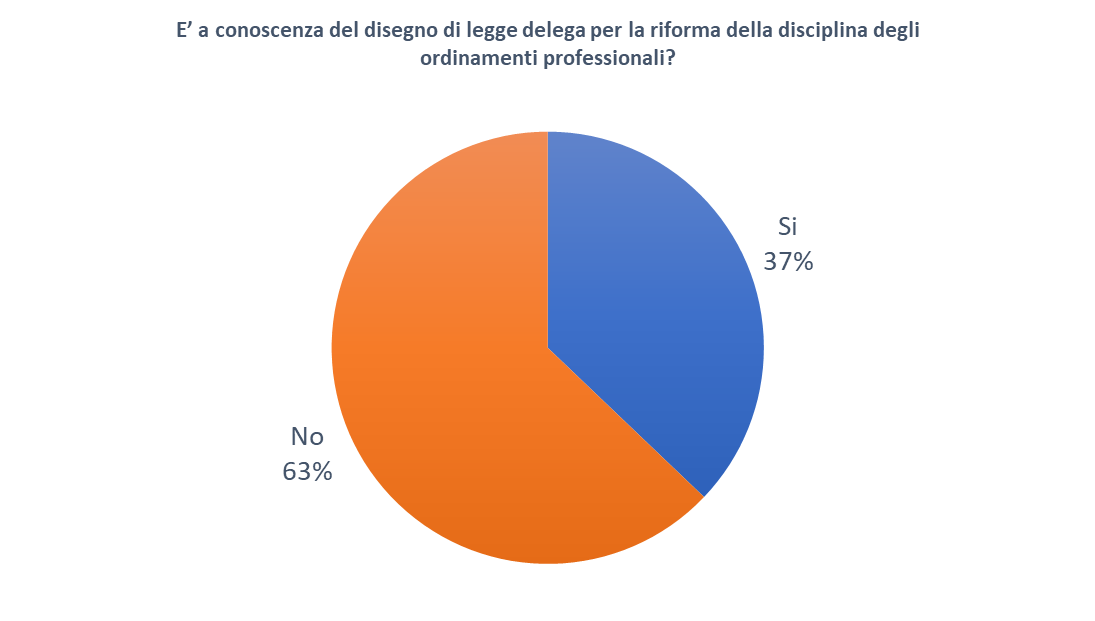 E’ a conoscenza del disegno di legge delega per la riforma della disciplina degli
ordinamenti professionali?
Si
37%
No
63%